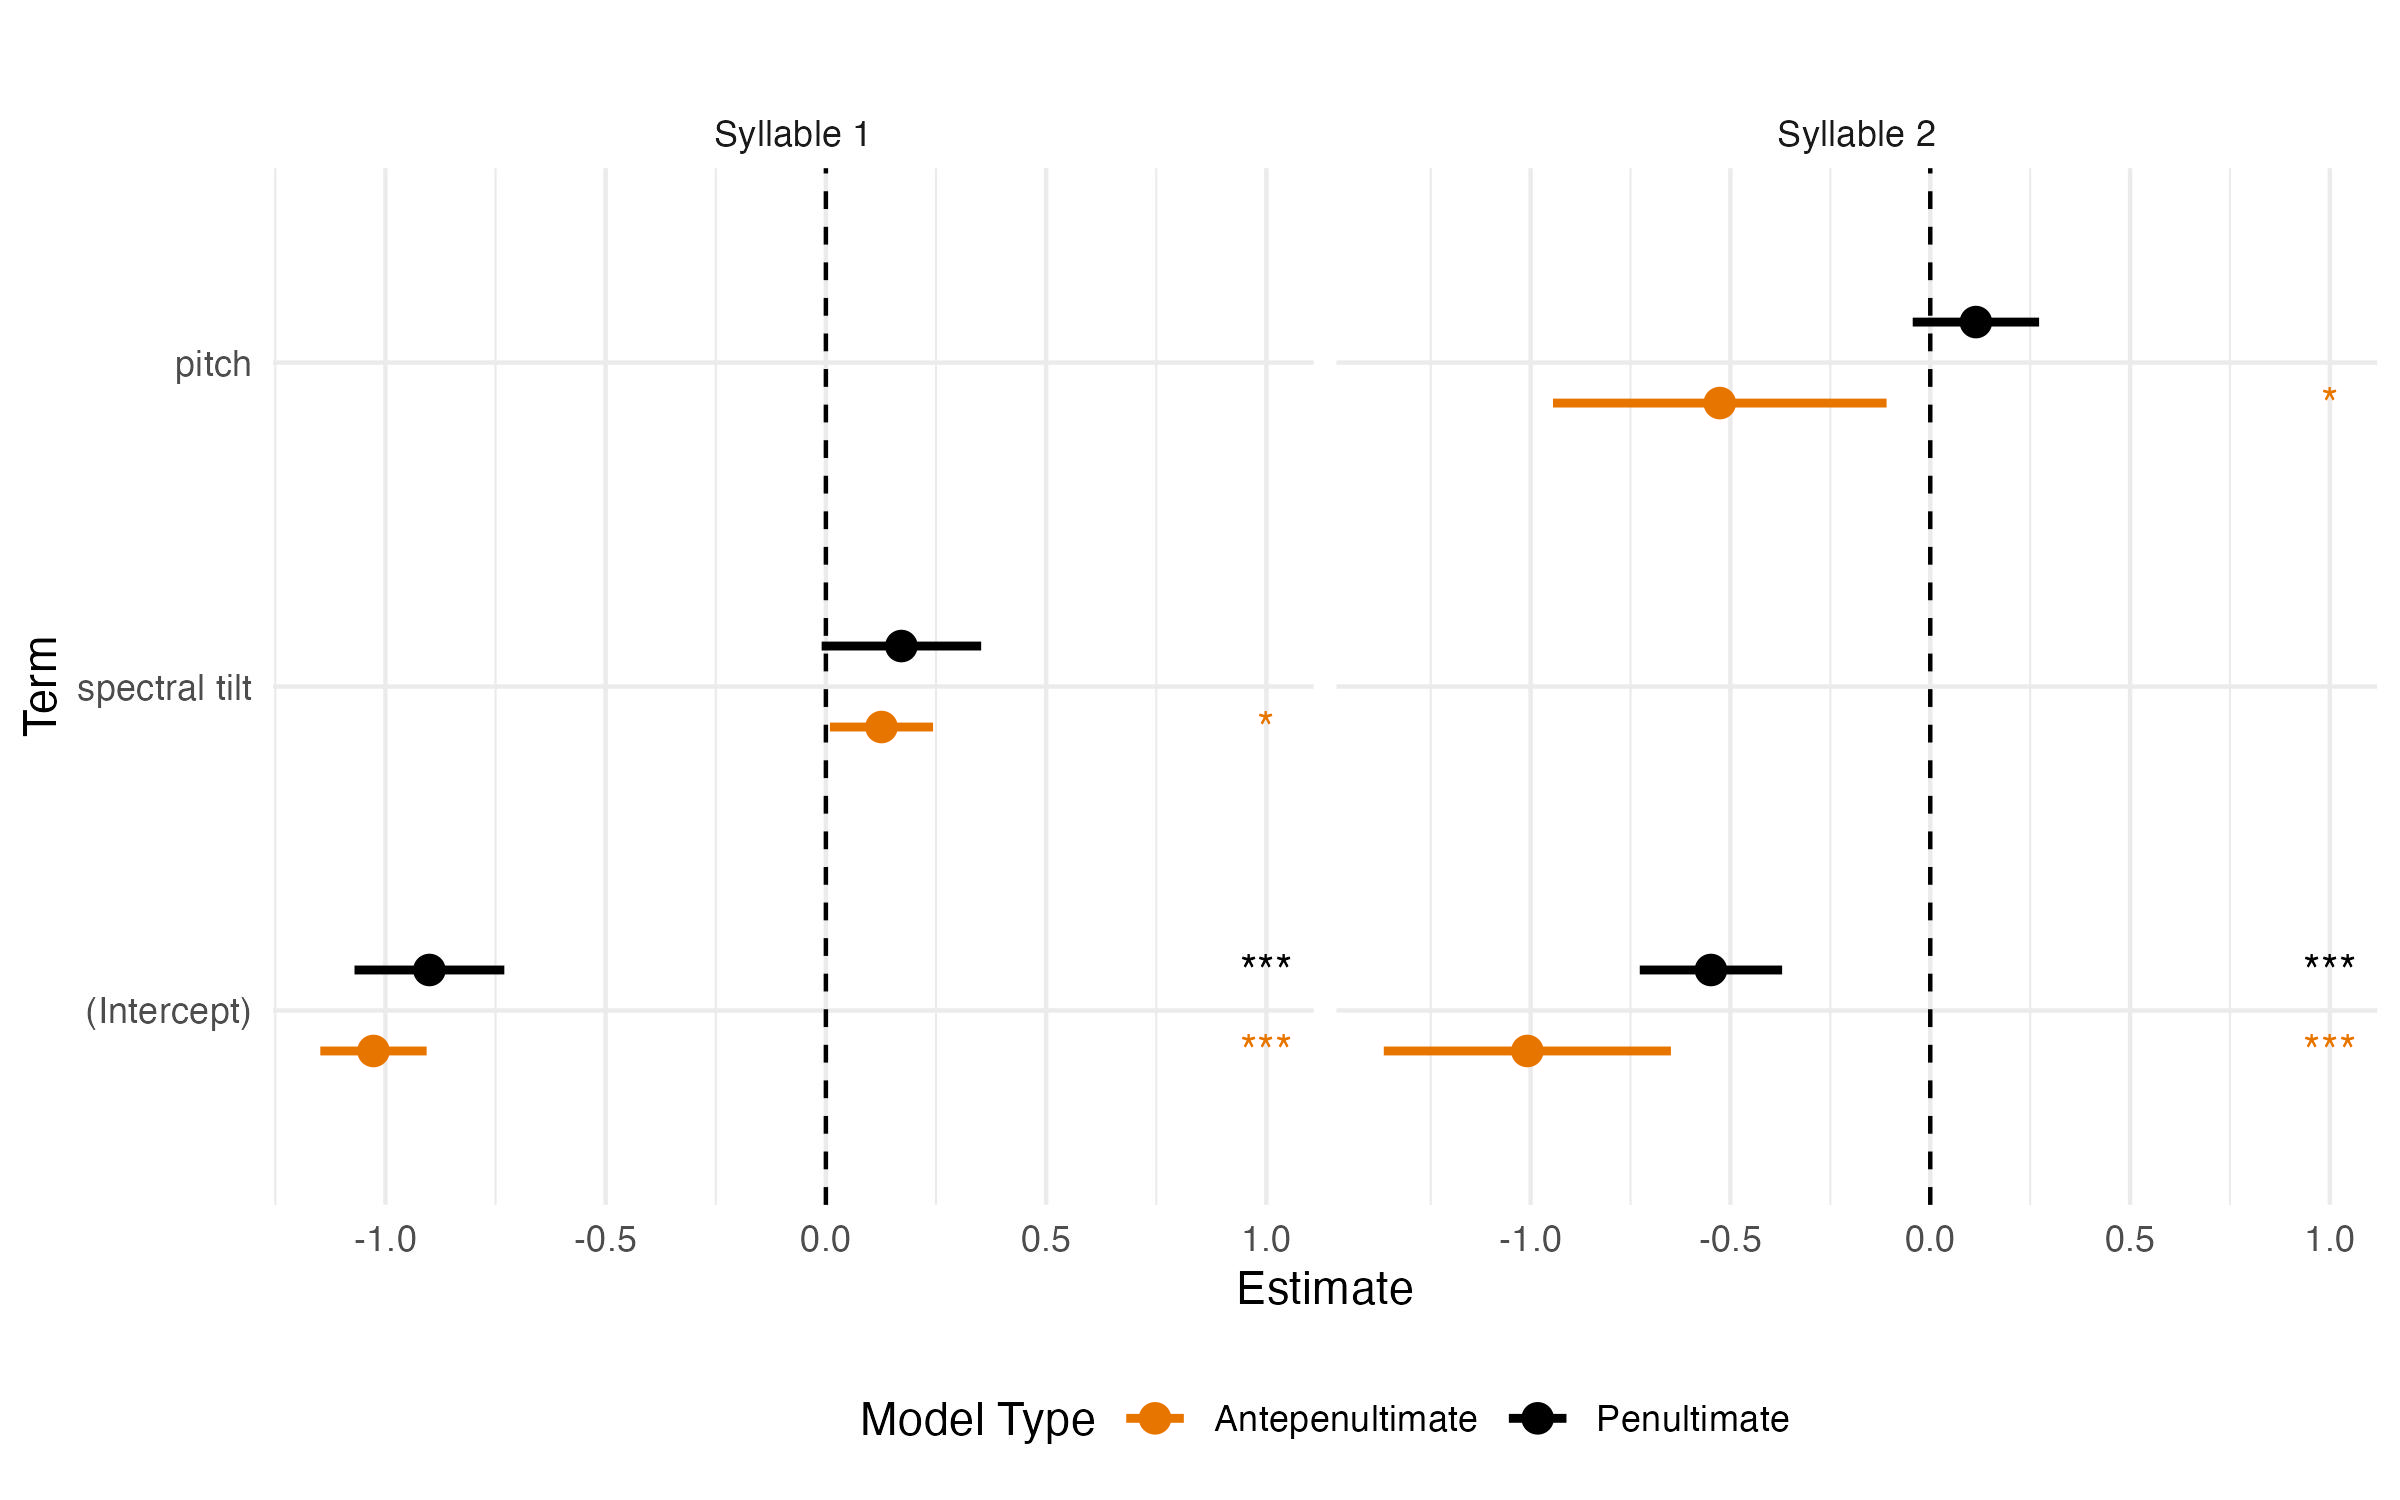 Syllable 1
Syllable 2
pitch
*
spectral tilt
*
(Intercept)
***
***
***
***
Term
-1.0 -0.5 0.0 0.5 1.0
-1.0 -0.5 0.0 0.5 1.0
Estimate
Model Type Antepenultimate Penultimate